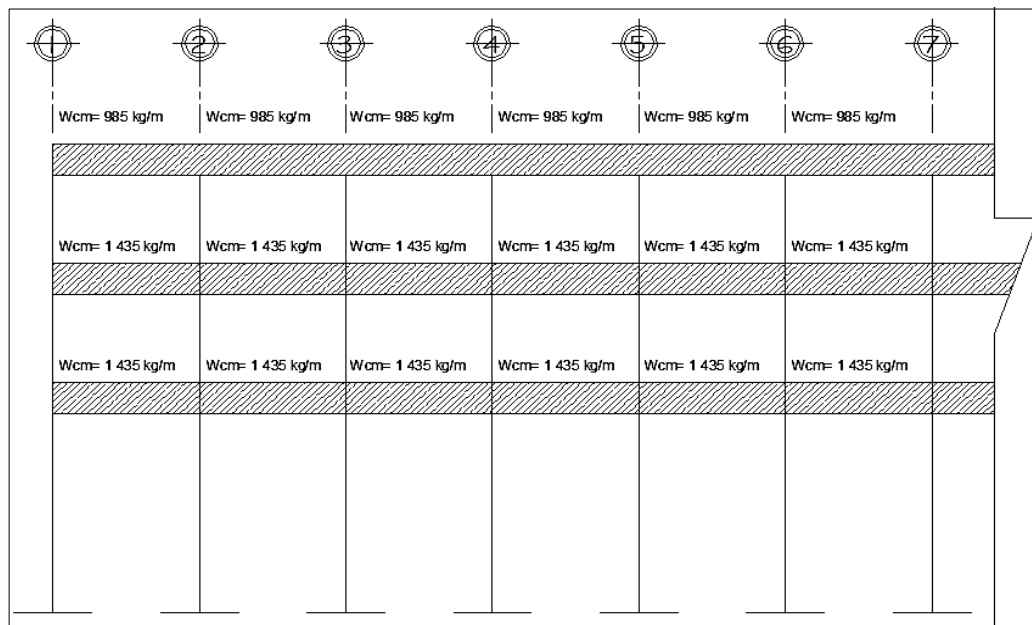 1 2 3 4 5 6 7
Wcm= 985 kg/m Wcm= 985 kg/m Wcm= 985 kg/m Wcm= 985 kg/m Wcm= 985 kg/m Wcm= 985 kg/m
Wcm= 1 435 kg/m Wcm= 1 435 kg/m Wcm= 1 435 kg/m Wcm= 1 435 kg/m Wcm= 1 435 kg/m Wcm= 1 435 kg/m
Wcm= 1 435 kg/m Wcm= 1 435 kg/m Wcm= 1 435 kg/m Wcm= 1 435 kg/m Wcm= 1 435 kg/m Wcm= 1 435 kg/m